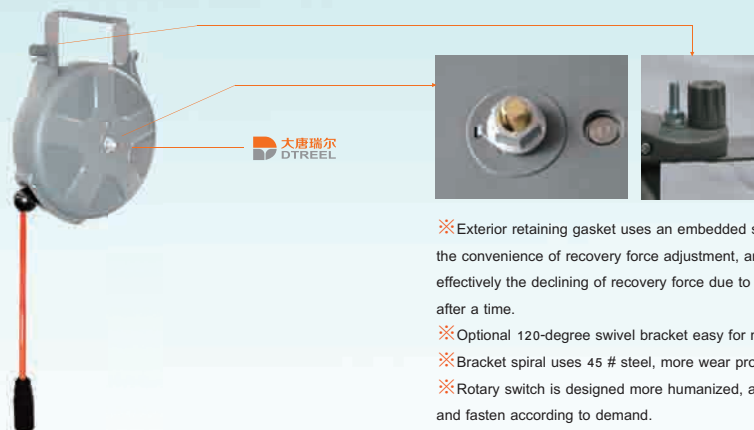 大唐瑞尔
DTREEL
※Exterior retaining gasket uses an embedded s
the convenience of recovery force adjustment, a
effectively the declining of recovery force due to
after a time.
※Optional 120-degree swivel bracket easy for r
※Bracket spiral uses 45 # steel, more wear pro
※Rotary switch is designed more humanized, a
and fasten according to demand.